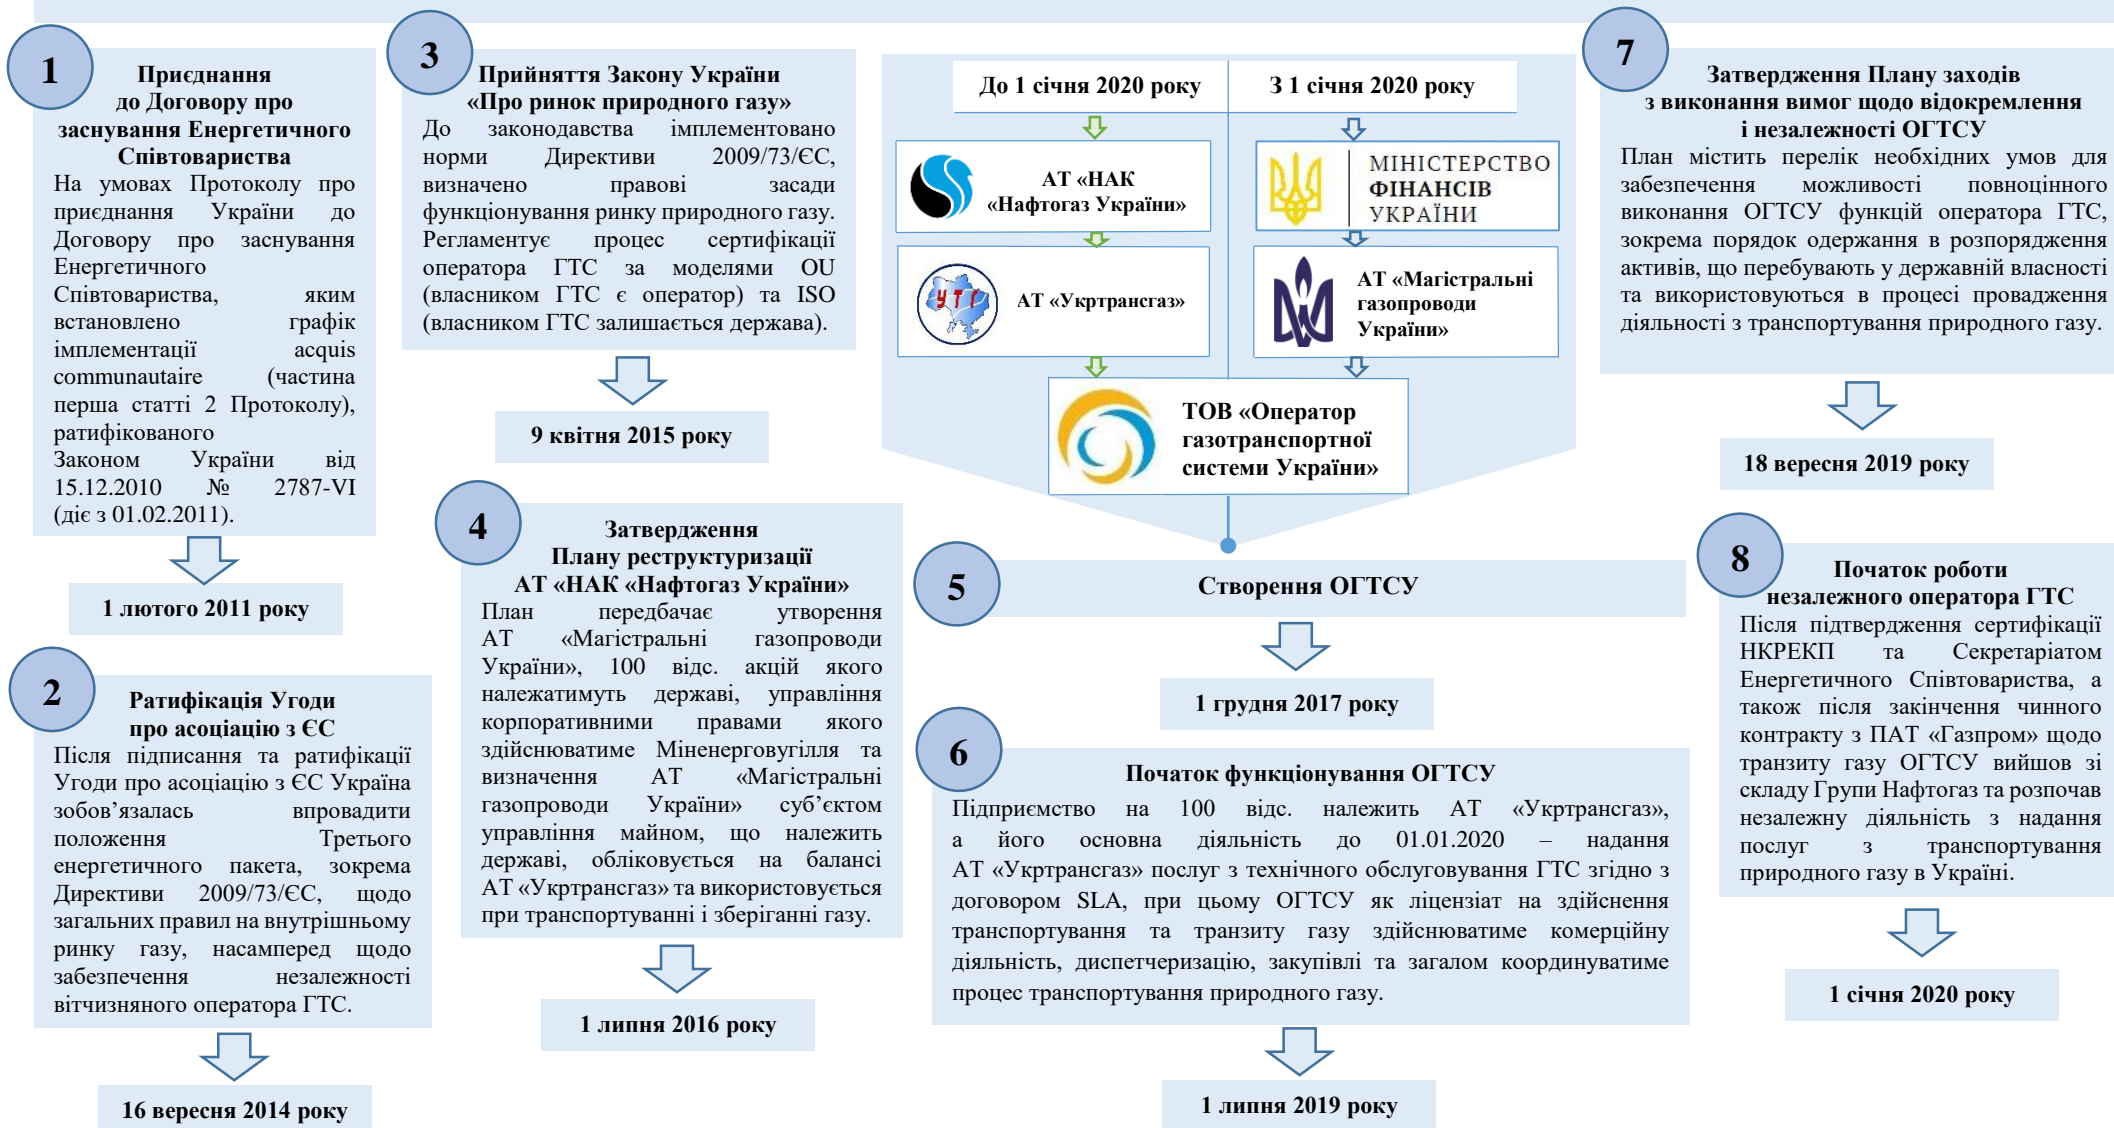 1
Приєднання
до Договору про
заснування Енергетичного
Співтовариства
На умовах Протоколу про
приєднання України до
Договору про заснування
Енергетичного
Співтовариства, яким
встановлено графік
імплементації acquis
communautaire (частина
перша статті 2 Протоколу),
ратифікованого
Законом України від
15.12.2010 № 2787-VI
(діє з 01.02.2011).
1 лютого 2011 року
2
Ратифікація Угоди
про асоціацію з ЄС
Після підписання та ратифікації
Угоди про асоціацію з ЄС Україна
зобов’язалась впровадити
положення Третього
енергетичного пакета, зокрема
Директиви 2009/73/ЄС, щодо
загальних правил на внутрішньому
ринку газу, насамперед щодо
забезпечення незалежності
вітчизняного оператора ГТС.
16 вересня 2014 року
3
Прийняття Закону України
«Про ринок природного газу»
До законодавства імплементовано
норми Директиви 2009/73/ЄС,
визначено правові засади
функціонування ринку природного газу.
Регламентує процес сертифікації
оператора ГТС за моделями OU
(власником ГТС є оператор) та ISO
(власником ГТС залишається держава).
9 квітня 2015 року
4
Затвердження
Плану реструктуризації
АТ «НАК «Нафтогаз України»
План передбачає утворення
АТ «Магістральні газопроводи
України», 100 відс. акцій якого
належатимуть державі, управління
корпоративними правами якого
здійснюватиме Міненерговугілля та
визначення АТ «Магістральні
газопроводи України» суб’єктом
управління майном, що належить
державі, обліковується на балансі
АТ «Укртрансгаз» та використовується
при транспортуванні і зберіганні газу.
1 липня 2016 року
До 1 січня 2020 року
З 1 січня 2020 року
АТ «НАК
«Нафтогаз України»
МІНІСТЕРСТВО
ФІНАНСІВ
УКРАЇНИ
УТГ
АТ «Укртрансгаз»
АТ «Магістральні
газопроводи
України»
ТОВ «Оператор
газотранспортної
системи України»
5
Створення ОГТСУ
1 грудня 2017 року
6
Початок функціонування ОГТСУ
Підприємство на 100 відс. належить АТ «Укртрансгаз»,
а його основна діяльність до 01.01.2020 – надання
АТ «Укртрансгаз» послуг з технічного обслуговування ГТС згідно з
договором SLA, при цьому ОГТСУ як ліцензіат на здійснення
транспортування та транзиту газу здійснюватиме комерційну
діяльність, диспетчеризацію, закупівлі та загалом координуватиме
процес транспортування природного газу.
1 липня 2019 року
7
Затвердження Плану заходів
з виконання вимог щодо відокремлення
і незалежності ОГТСУ
План містить перелік необхідних умов для
забезпечення можливості повноцінного
виконання ОГТСУ функцій оператора ГТС,
зокрема порядок одержання в розпорядження
активів, що перебувають у державній власності
та використовуються в процесі провадження
діяльності з транспортування природного газу.
18 вересня 2019 року
8
Початок роботи
незалежного оператора ГТС
Після підтвердження сертифікації
НКРЕКП та Секретаріатом
Енергетичного Співтовариства, а
також після закінчення чинного
контракту з ПАТ «Газпром» щодо
транзиту газу ОГТСУ вийшов зі
складу Групи Нафтогаз та розпочав
незалежну діяльність з надання
послуг з транспортування
природного газу в Україні.
1 січня 2020 року